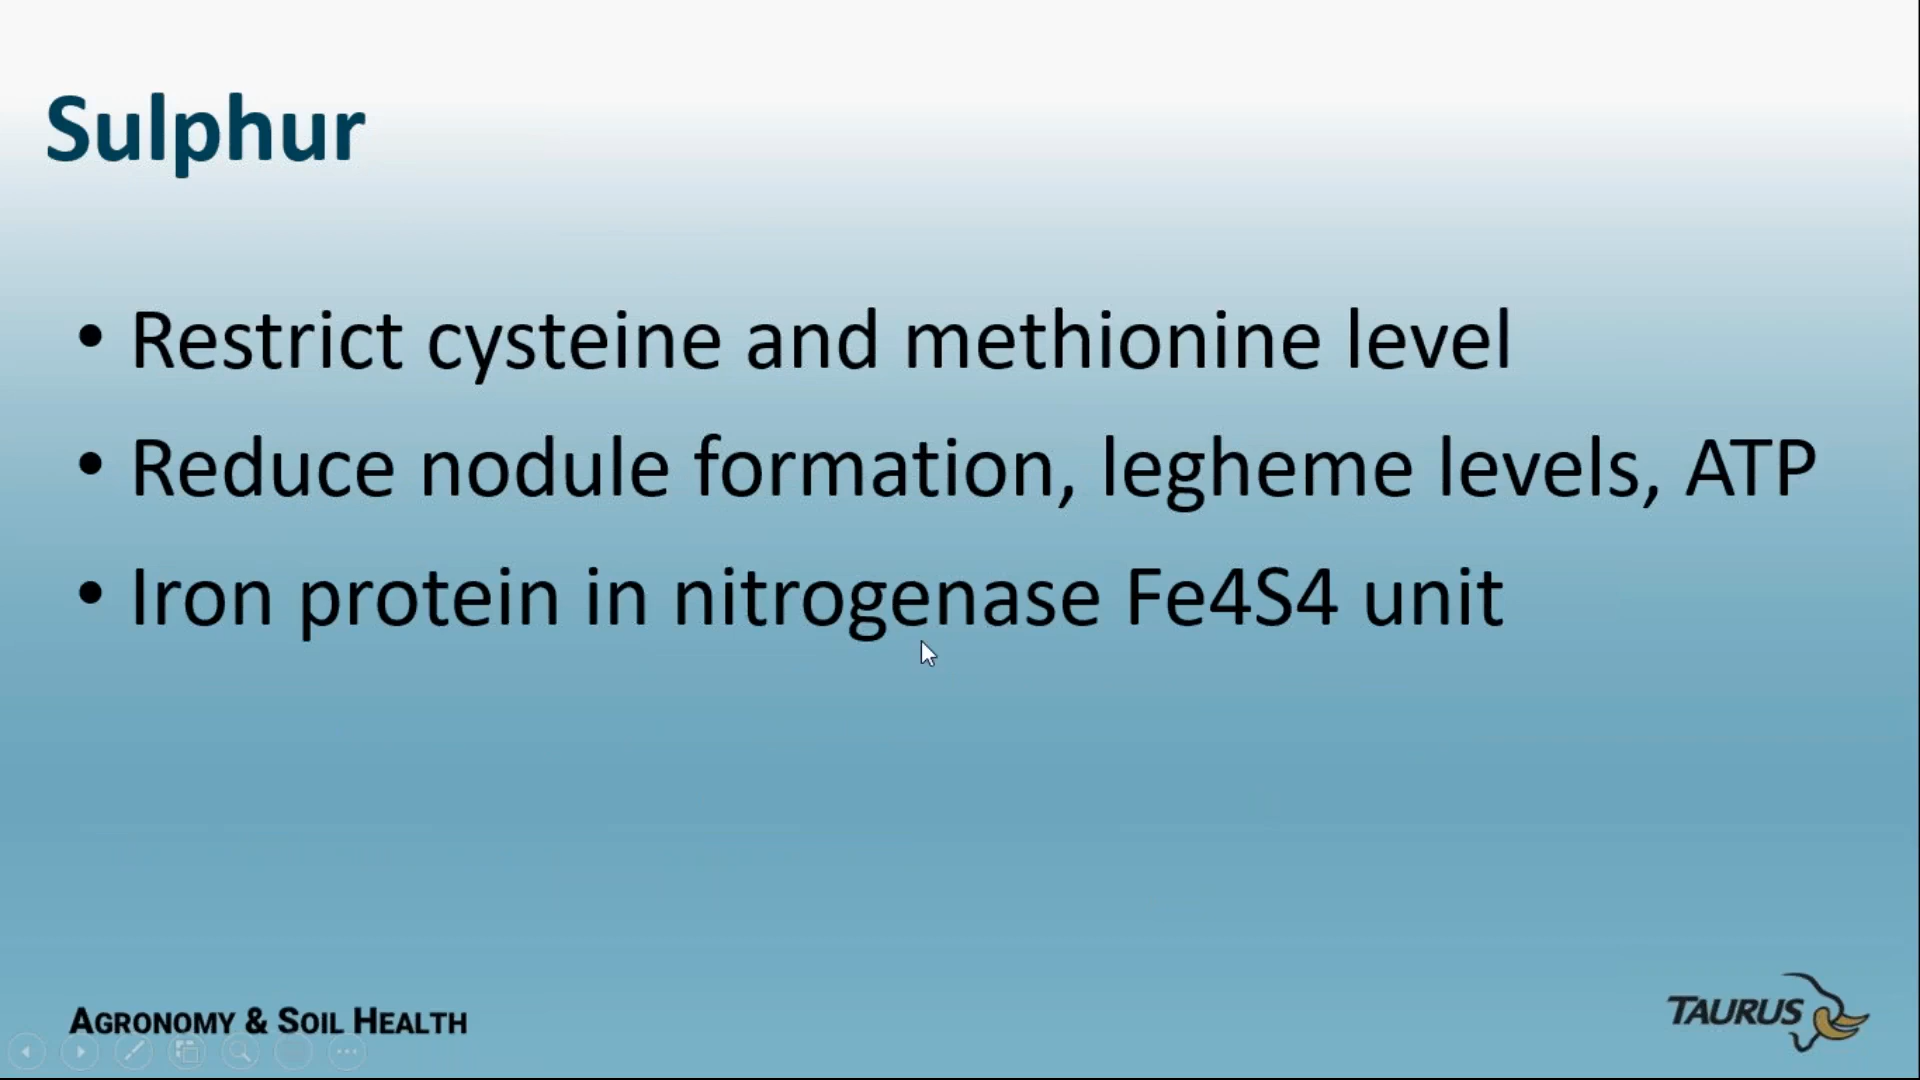 Sulphur
• Restrict cysteine and methionine level
• Reduce nodule formation, legheme levels, ATP
• Iron protein in nitrogenase Fe4S4 unit
AGRONOMY & SOIL HEALTH
TAURUS